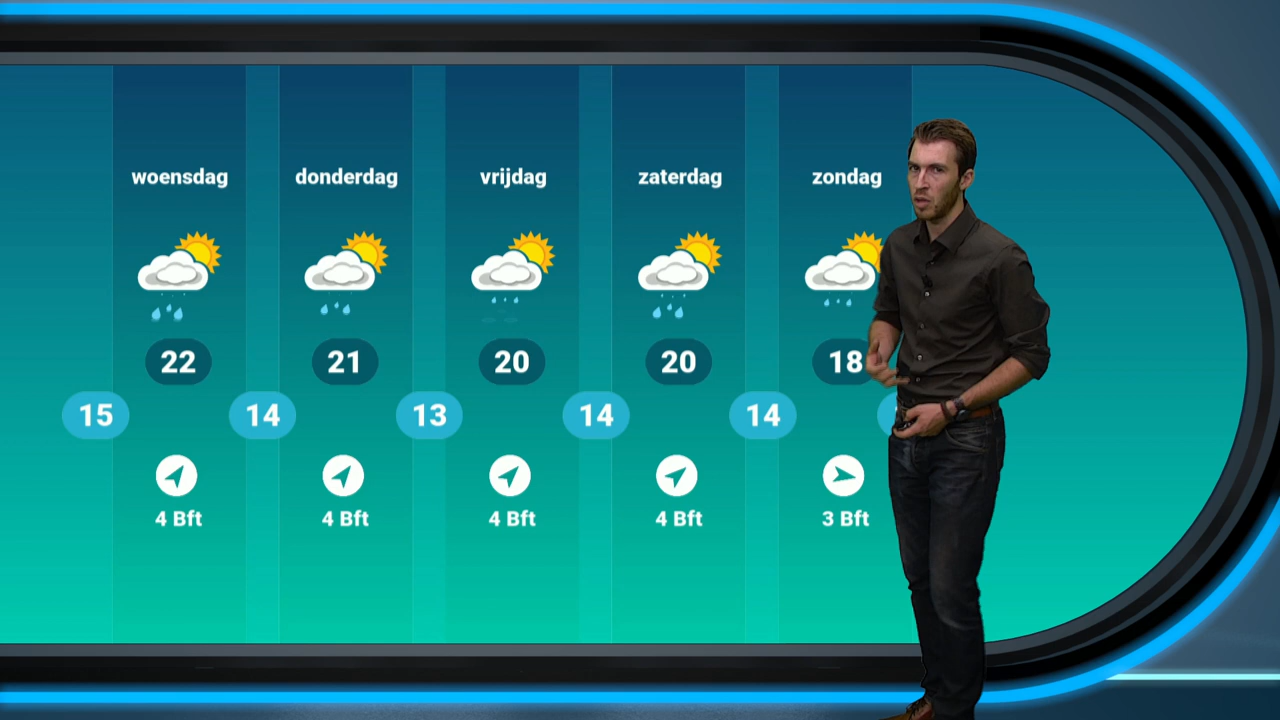 woensdag donderdag vrijdag zaterdag zondag
22 21 20 20 18
15 14 13 14 14
4 Bft 4 Bft 4 Bft 4 Bft 3 Bft